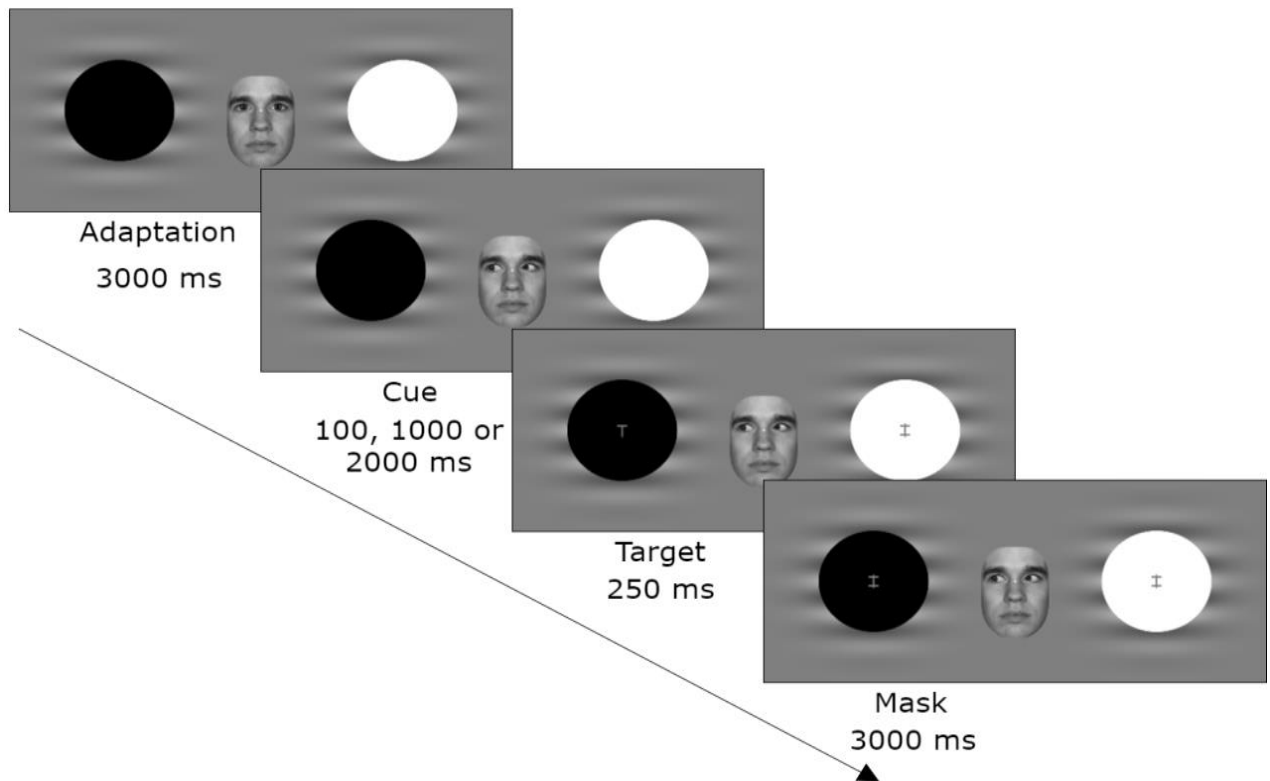 Adaptation
3000 ms
Cue
100, 1000 or
2000 ms
T
Target
250 ms
Mask
3000 ms